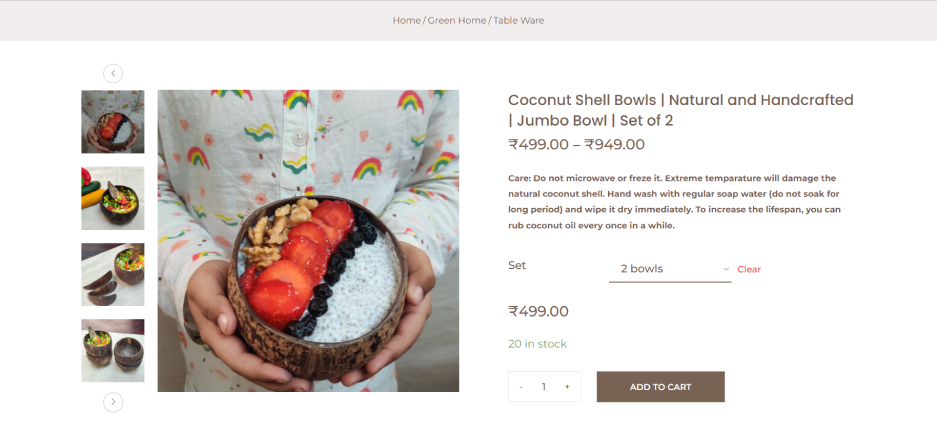 Home / Green Home / Table Ware
Coconut Shell Bowls | Natural and Handcrafted
| Jumbo Bowl | Set of 2
₹499.00 – ₹949.00
Care: Do not microwave or freze it. Extreme temparature will damage the
natural coconut shell. Hand wash with regular soap water (do not soak for
long period) and wipe it dry immediately. To increase the lifespan, you can
rub coconut oil every once in a while.
Set
2 bowls
Clear
₹499.00
20 in stock
- 1 +
ADD TO CART